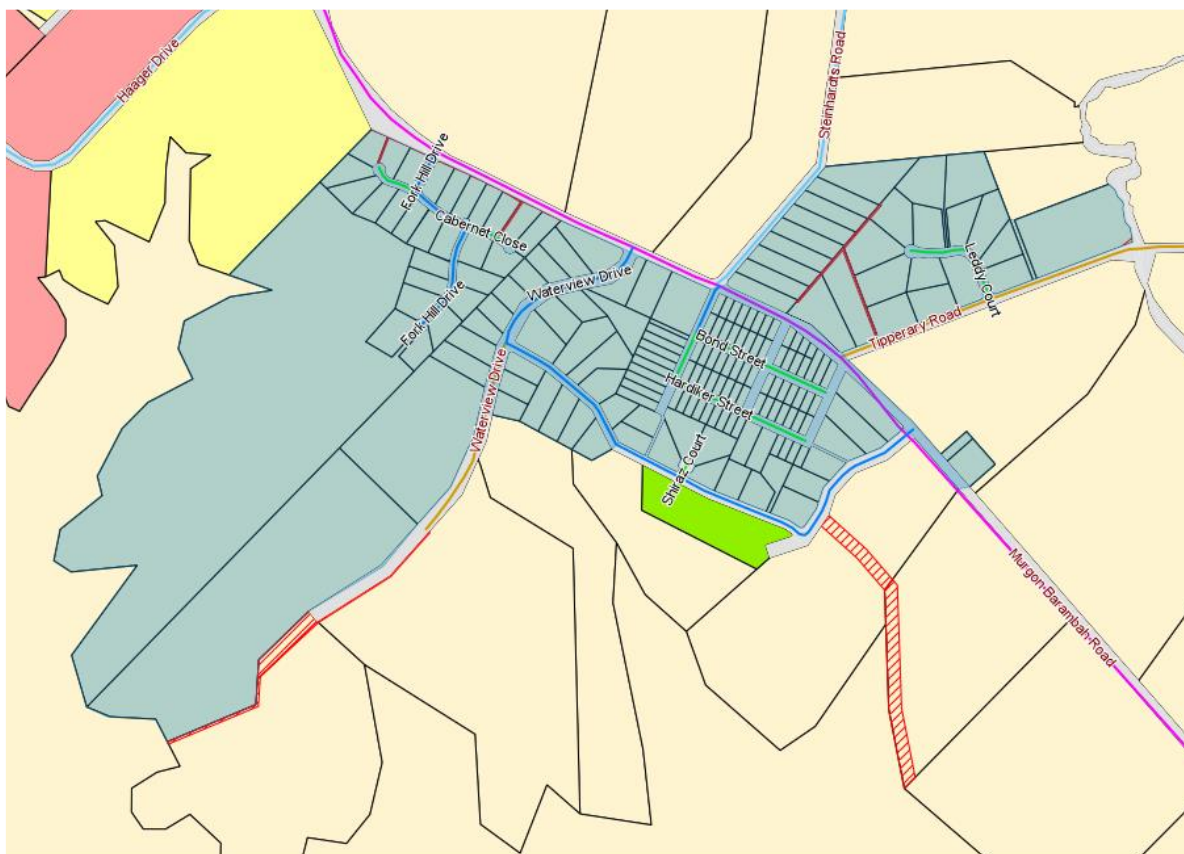 Haager Drive
Steinhardts Road
Fork Hill Drive
Cabernet Close
Leddy Court
Waterview Drive
Fork Hill Drive
Tipperary Road
Bond Street
Waterview Drive
Hardiker Street
Shiraz Court
Murgon-Barambah-Road